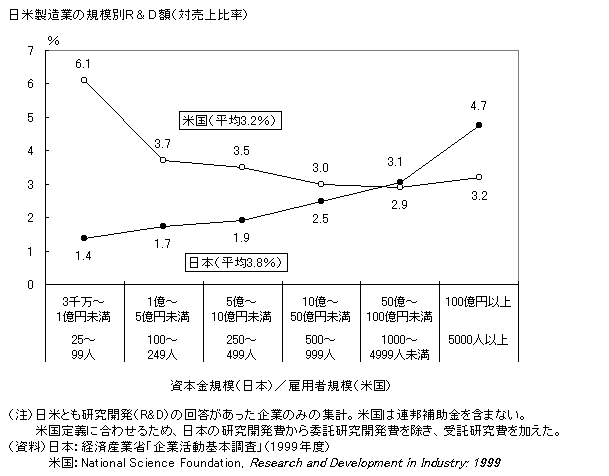 日米製造業の規模別R&D額(対売上比率)
%
7
6
5
4
3
2
1
0
6.1
3.7
3.5
3.0
2.9
3.2
米国(平均3.2%)
1.4
1.7
1.9
2.5
3.1
4.7
日本(平均3.8%)
3千万~
1億円未満
1億~
5億円未満
5億~
10億円未満
10億~
50億円未満
50億~
100億円未満
100億円以上
25~
99人
100~
249人
250~
499人
500~
999人
1000~
4999人未満
5000人以上
資本金規模(日本)/雇用者規模(米国)
(注)日米とも研究開発(R&D)の回答があった企業のみの集計。米国は連邦補助金を含まない。
米国定義に合わせるため、日本の研究開発費から委託研究開発費を除き、受託研究費を加えた。
(資料)日本:経済産業省「企業活動基本調査」(1999年度)
米国:National Science Foundation, Research and Development in Industry: 1999